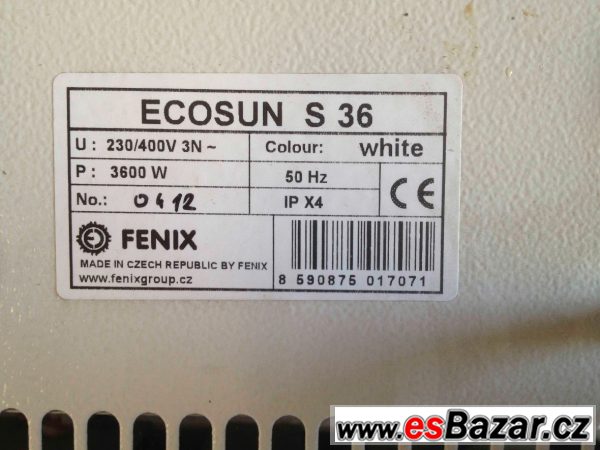 ECOSUN S 36
U : 230/400V 3N ~
Colour: white
P : 3600 W
50 Hz
CE
No.: 0412
IP X4
FENIX
MADE IN CZECH REPUBLIC BY FENIX
www.fenixgroup.cz
8 590875 017071
www.esBazar.cz